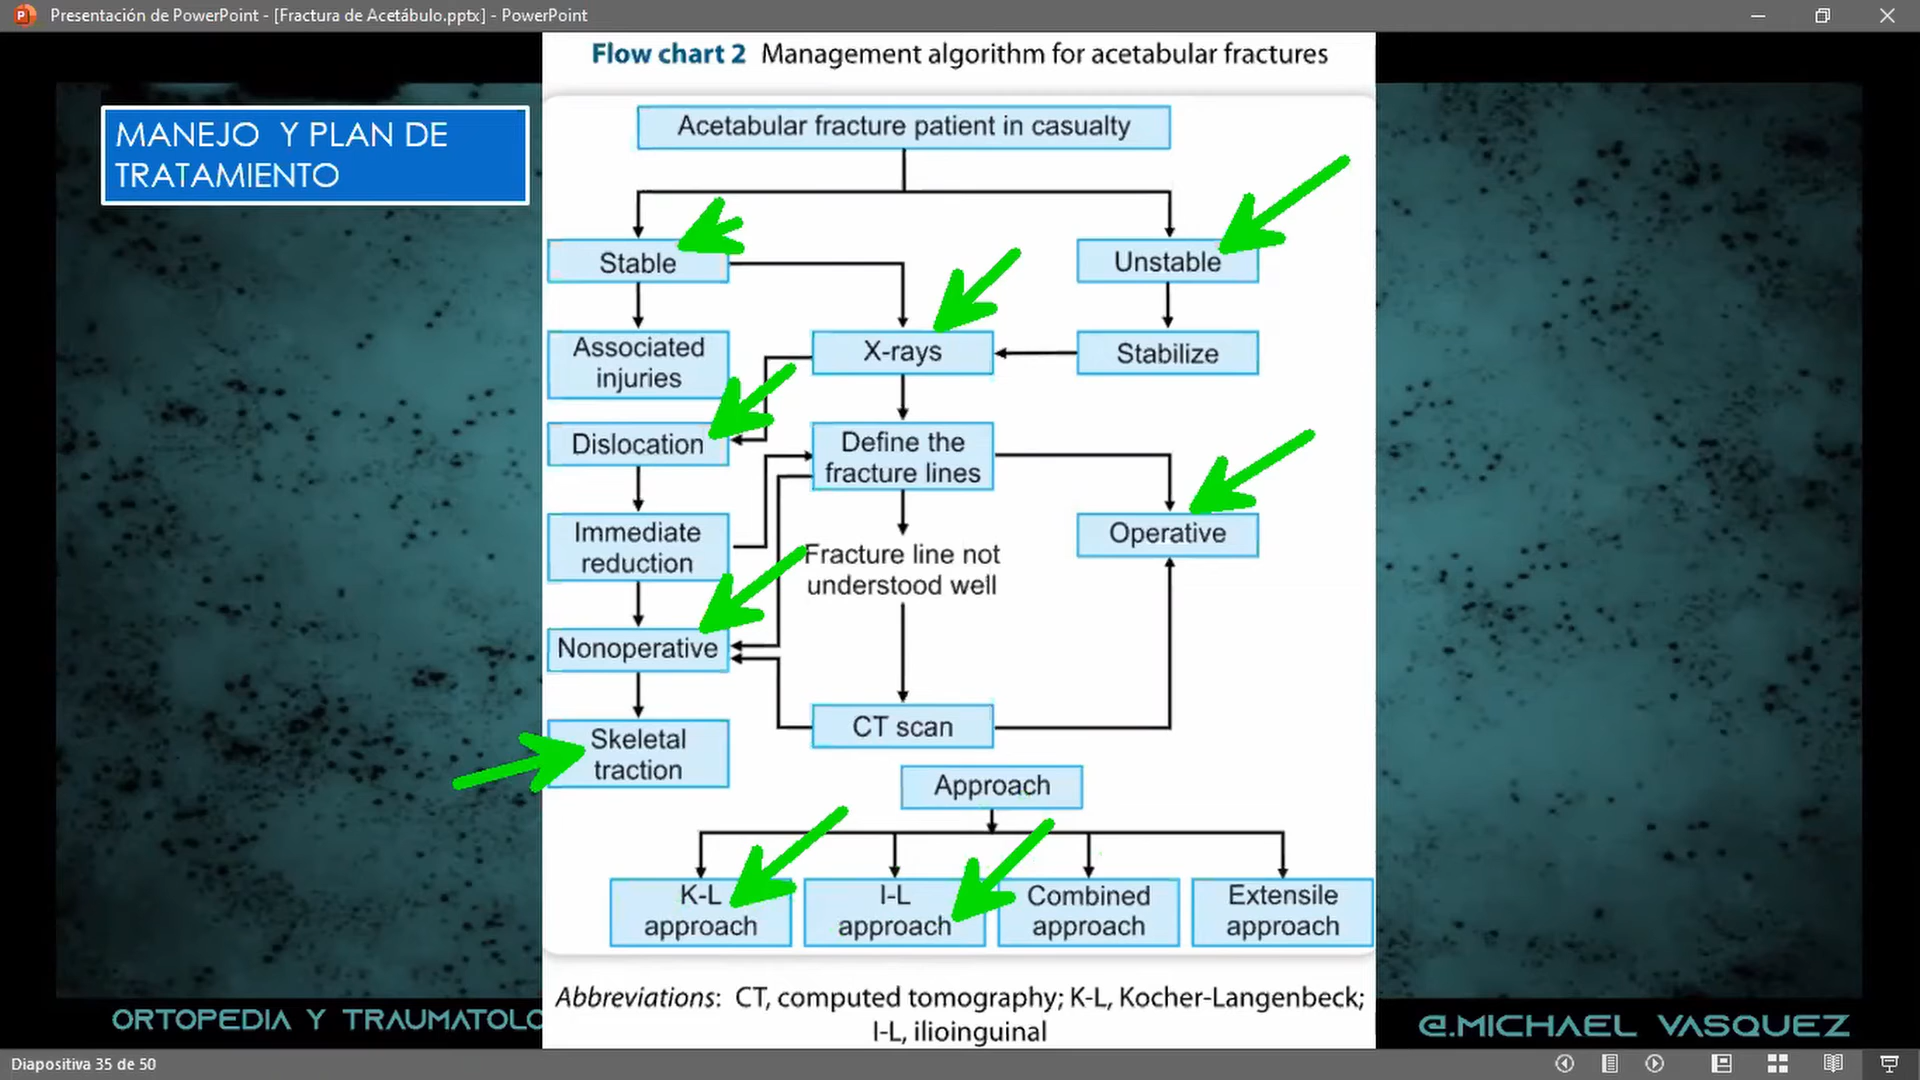 Presentación de PowerPoint - [Fractura de Acetábulo.pptx] - PowerPoint
Flow chart 2 Management algorithm for acetabular fractures
MANEJO Y PLAN DE
TRATAMIENTO
Acetabular fracture patient in casualty
Stable
Unstable
Associated
injuries
X-rays
Stabilize
Dislocation
Define the
fracture lines
Immediate
reduction
Fracture line not
understood well
Operative
Nonoperative
Skeletal
traction
CT scan
Approach
K-L
approach
I-L
approach
Combined
approach
Extensile
approach
Abbreviations: CT, computed tomography; K-L, Kocher-Langenbeck;
I-L, ilioinguinal
ORTOPEDIA Y TRAUMATOLO
@.MICHAEL VASQUEZ
Diapositiva 35 de 50